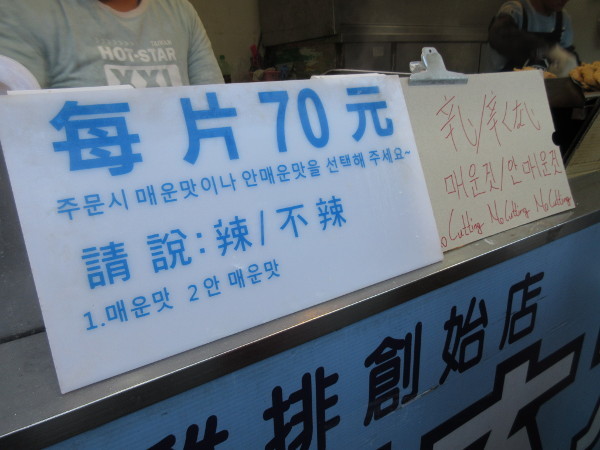 HOT-STAR
XXL
每片70元
주문시 매운맛이나 안매운맛을 선택해 주세요~
請說:辣/不辣
1.매운맛 2안 매운맛
辛い/辛くない
매운것/안 매운것
Cutting No Cutting No Cutting
排創始店